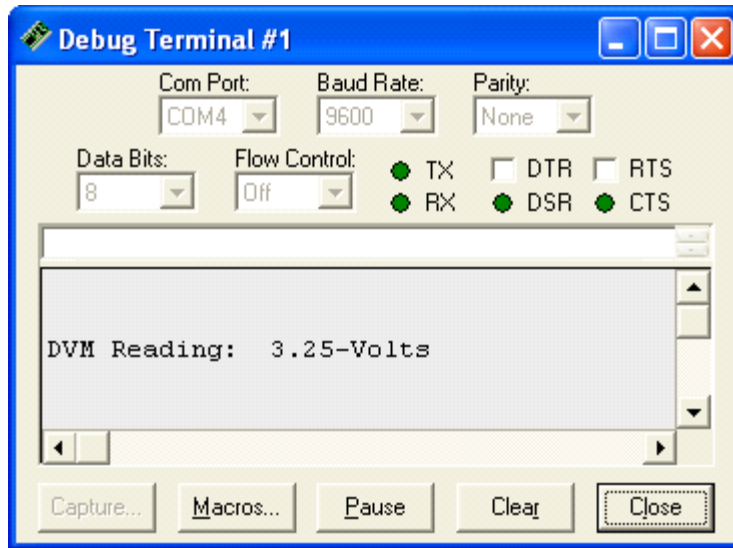 Debug Terminal #1
Com Port: Baud Rate: Parity:
COM4 9600 None
Data Bits: Flow Control: TX DTR RTS
8 Off RX DSR CTS
DVM Reading:  3.25-Volts
Capture... Macros... Pause Clear Close